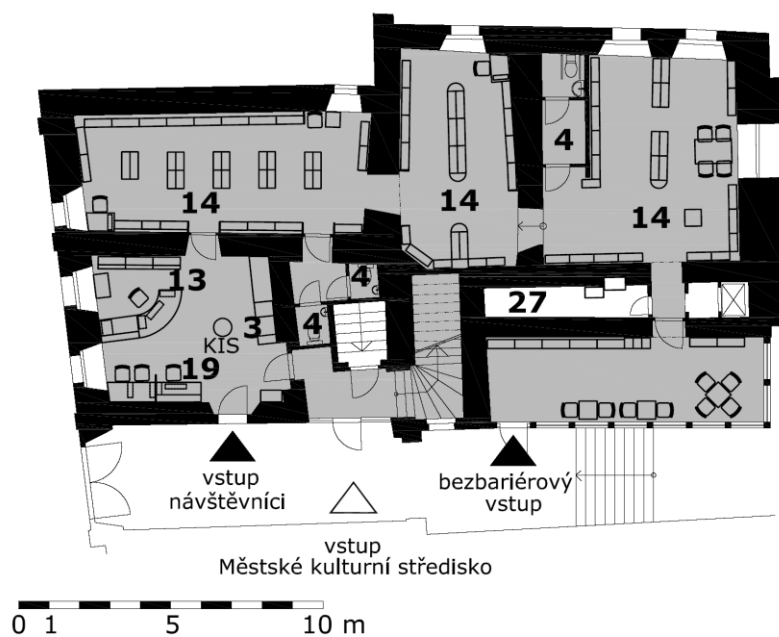 4
14
14
14
13
4
27
4
3
KIS
19
vstup
návštěvníci
bezbariérový
vstup
vstup
Městské kulturní středisko
0 1 5 10 m